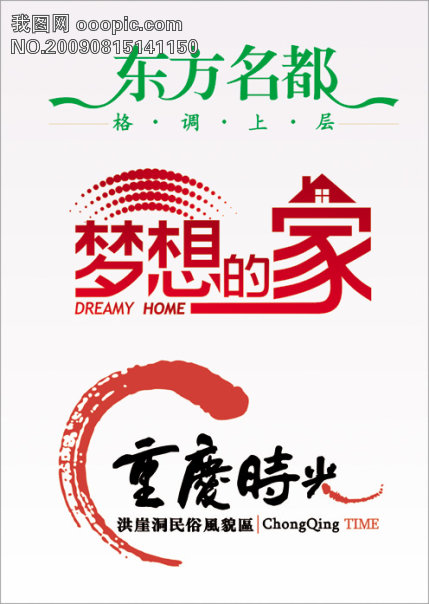 我图网 ooopic.com
NO.20090815141150
东方名都
格·调·上·层
梦想的家
DREAMY HOME
重慶時光
洪崖洞民俗風貌區|ChongQing TIME